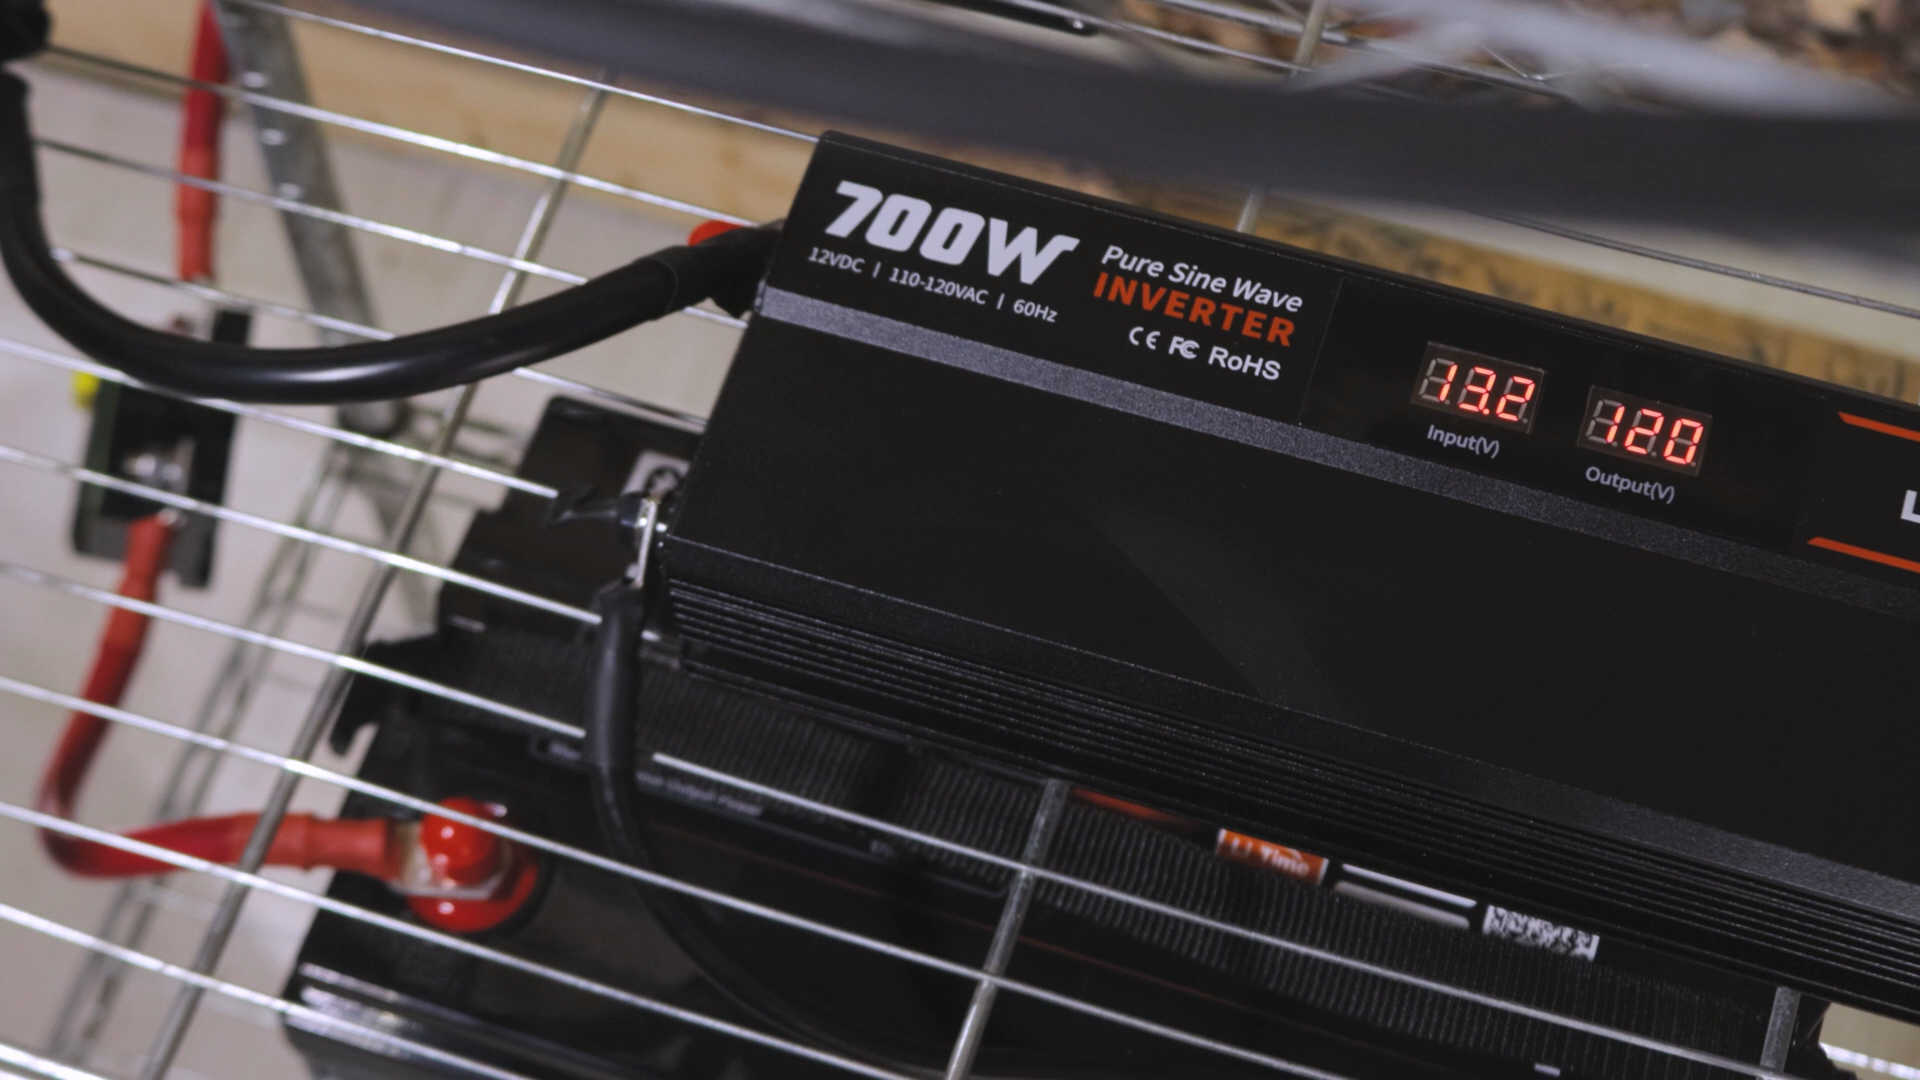 700W
12VDC | 110-120VAC | 60Hz
Pure Sine Wave
INVERTER
CE FC RoHS
13.2
Input(V)
120
Output(V)
Li Time